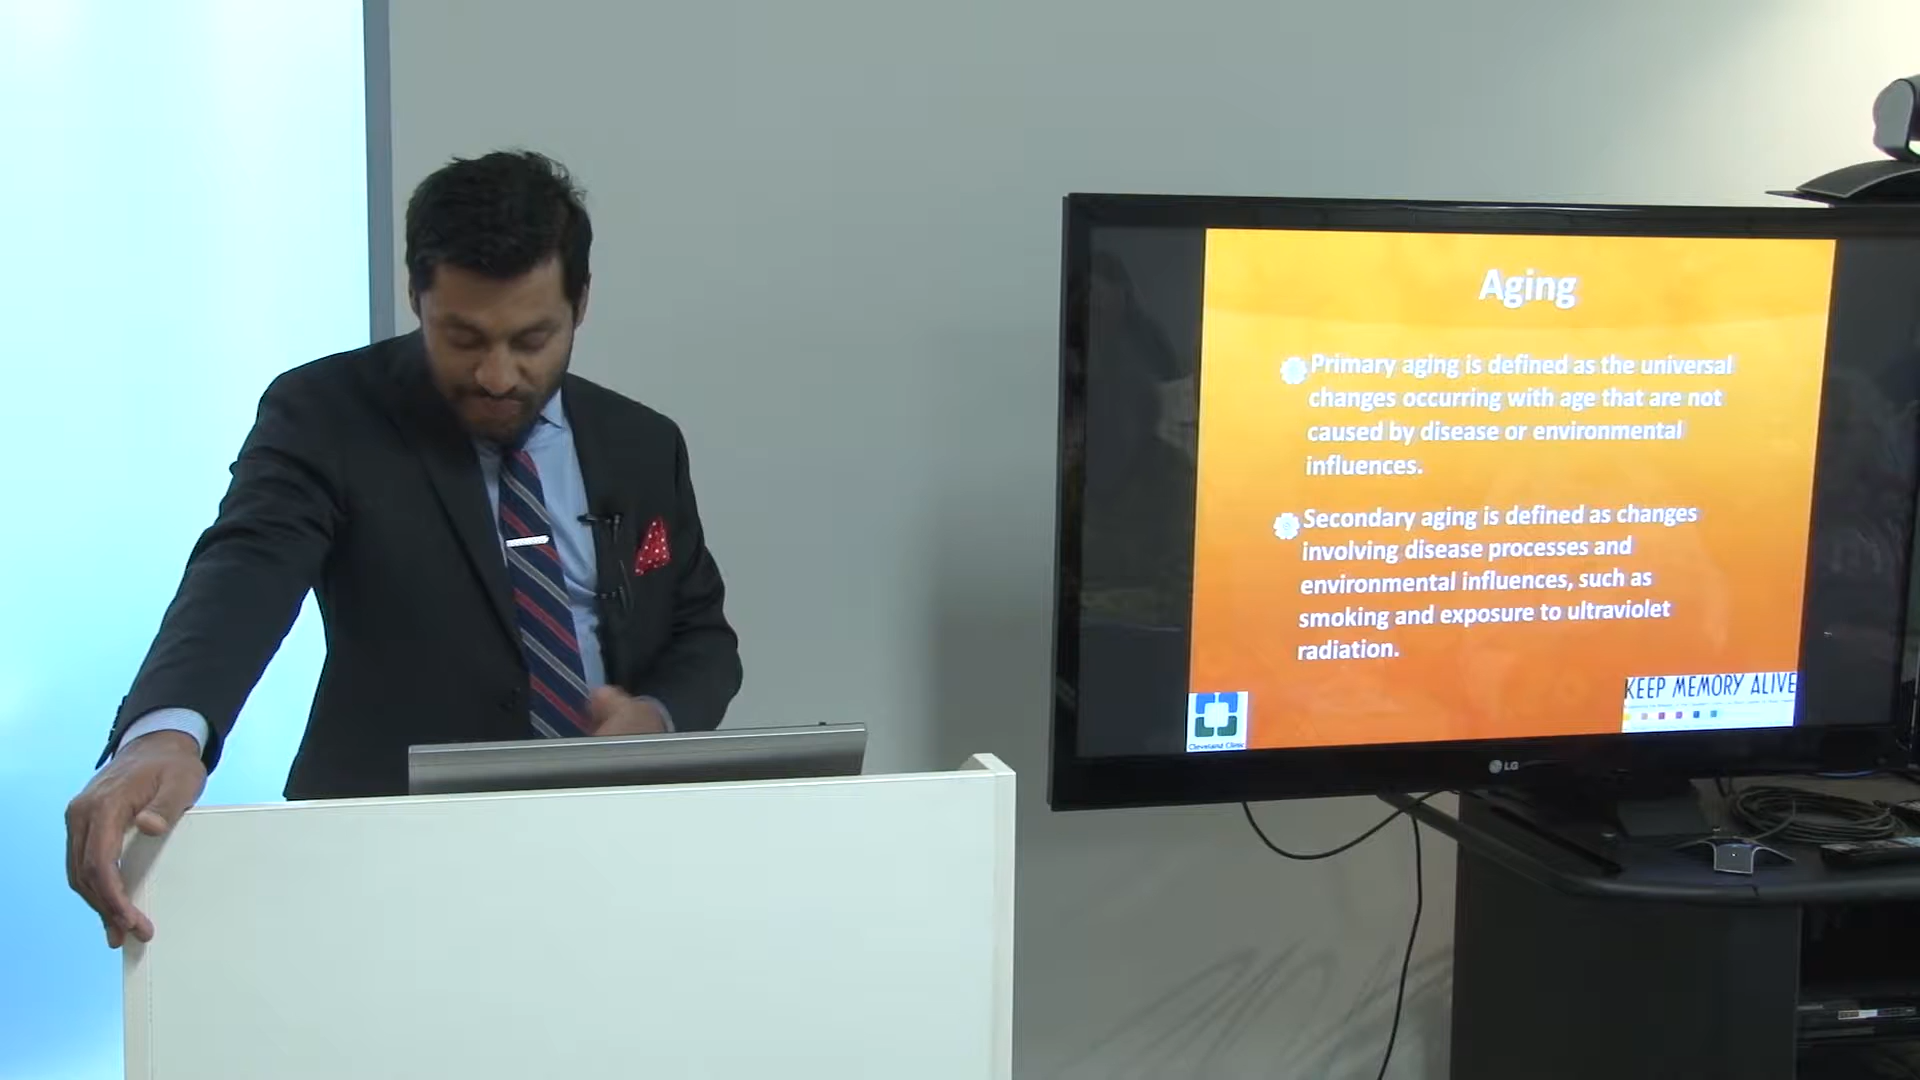 Aging
Primary aging is defined as the universal
changes occurring with age that are not
caused by disease or environmental
influences.
Secondary aging is defined as changes
involving disease processes and
environmental influences, such as
smoking and exposure to ultraviolet
radiation.
KEEP MEMORY ALIVE
Cleveland Clinic
LG